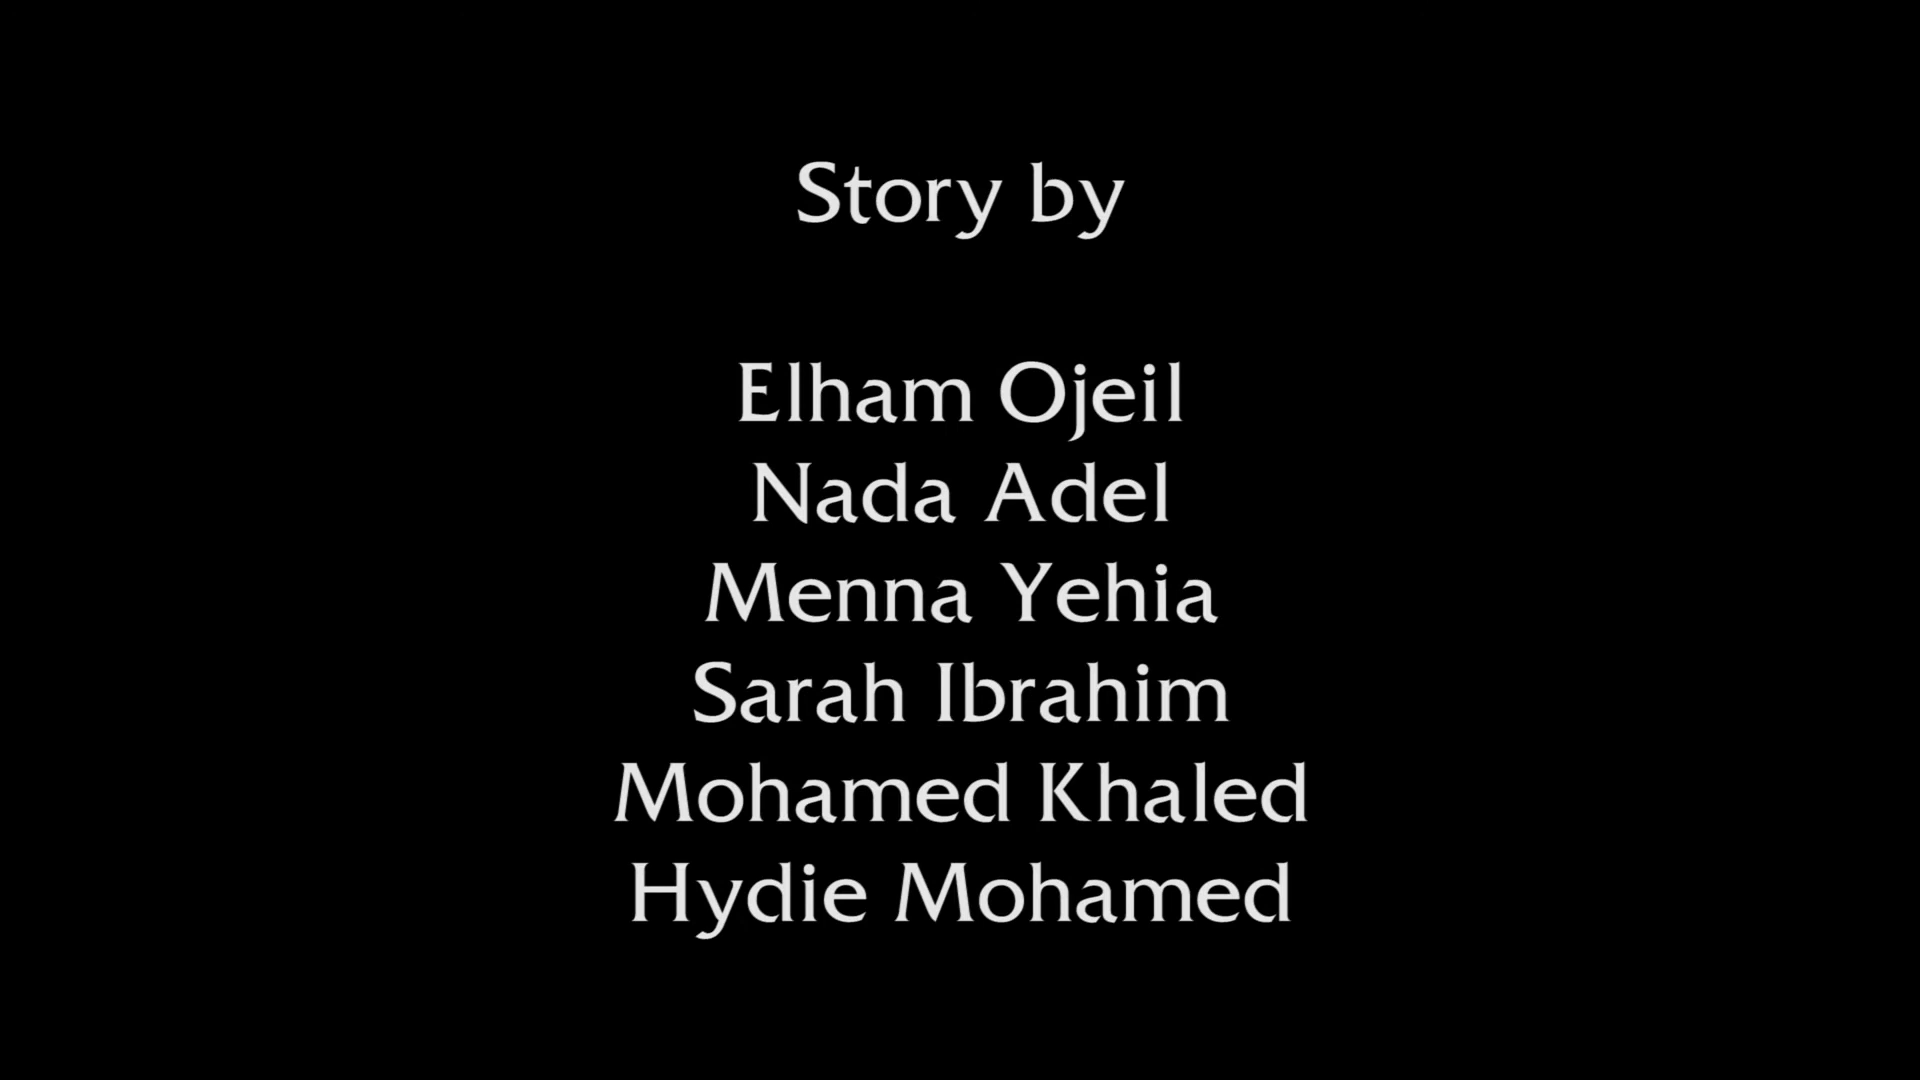 Story by
Elham Ojeil
Nada Adel
Menna Yehia
Sarah Ibrahim
Mohamed Khaled
Hydie Mohamed